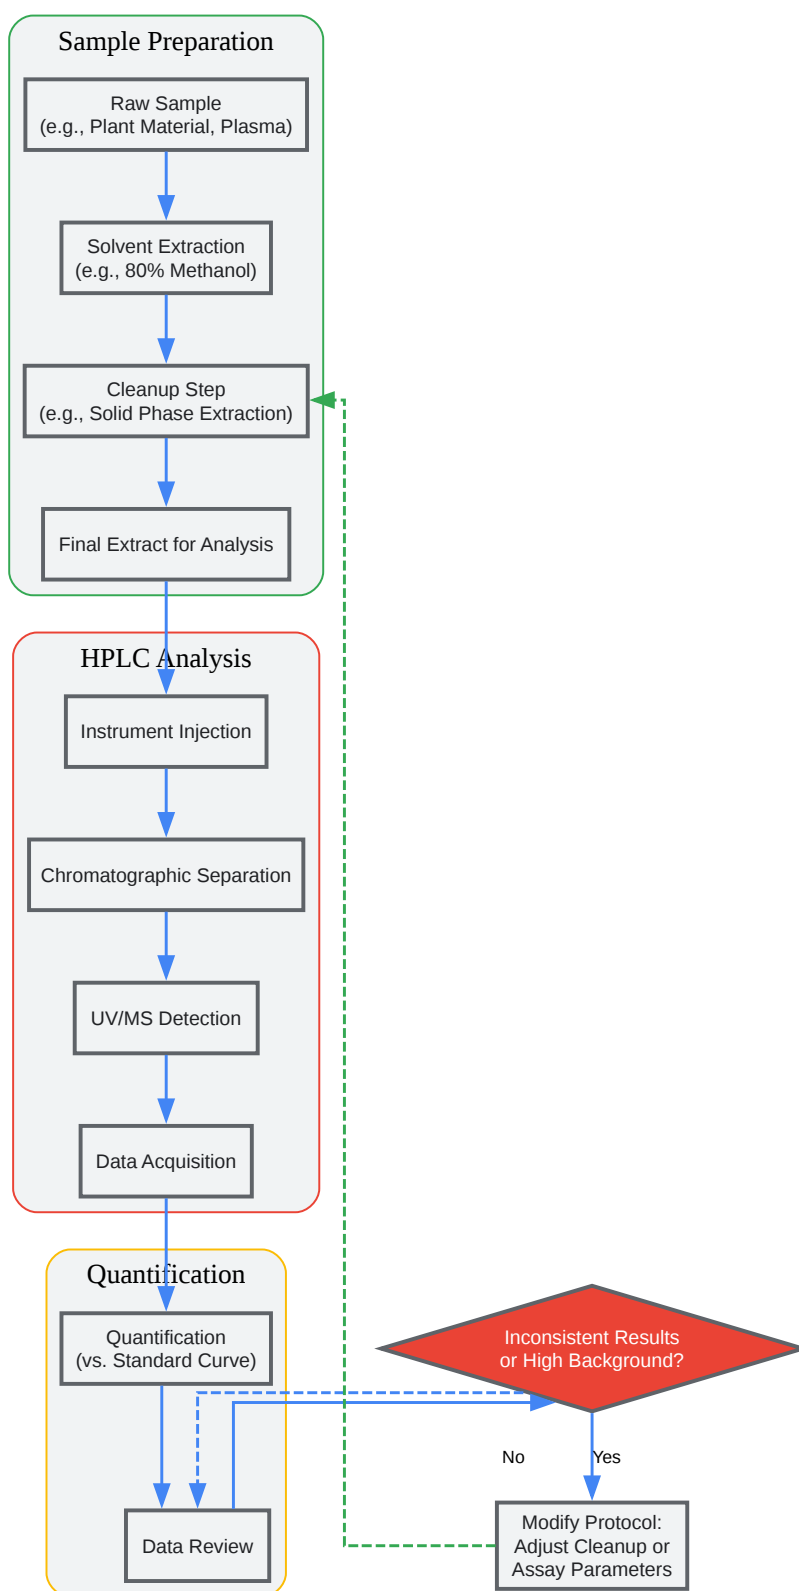 Sample Preparation
Raw Sample
(e.g., Plant Material, Plasma)
Solvent Extraction
(e.g., 80% Methanol)
Cleanup Step
(e.g., Solid Phase Extraction)
Final Extract for Analysis
HPLC Analysis
Instrument Injection
Chromatographic Separation
UV/MS Detection
Data Acquisition
Quantification
Quantification
(vs. Standard Curve)
Inconsistent Results
or High Background?
No
Yes
Data Review
Modify Protocol:
Adjust Cleanup or
Assay Parameters